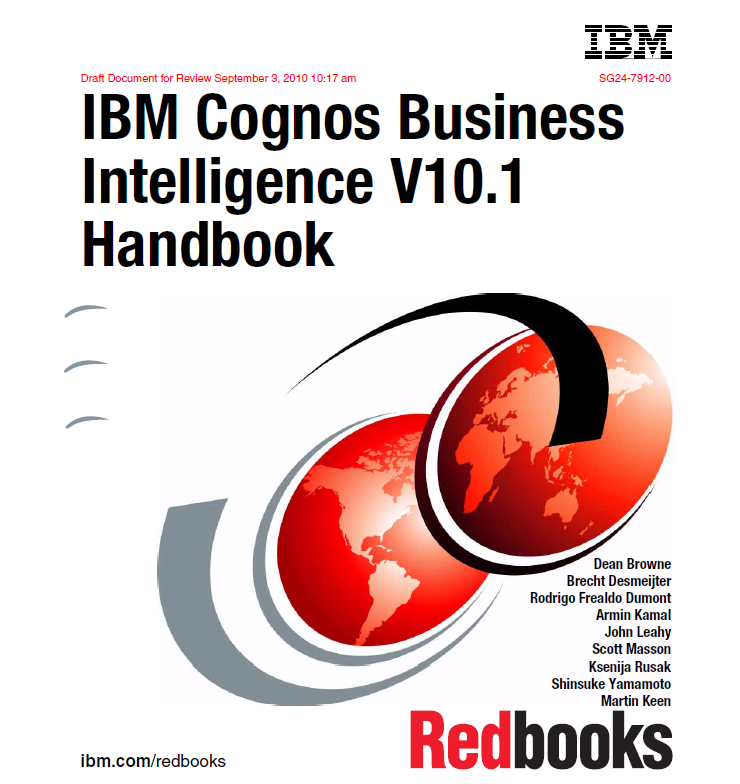 IBM
Draft Document for Review September 3, 2010 10:17 am
SG24-7912-00
IBM Cognos Business
Intelligence V10.1
Handbook
Dean Browne
Brecht Desmeijter
Rodrigo Frealdo Dumont
Armin Kamal
John Leahy
Scott Masson
Ksenija Rusak
Shinsuke Yamamoto
Martin Keen
Redbooks
ibm.com/redbooks